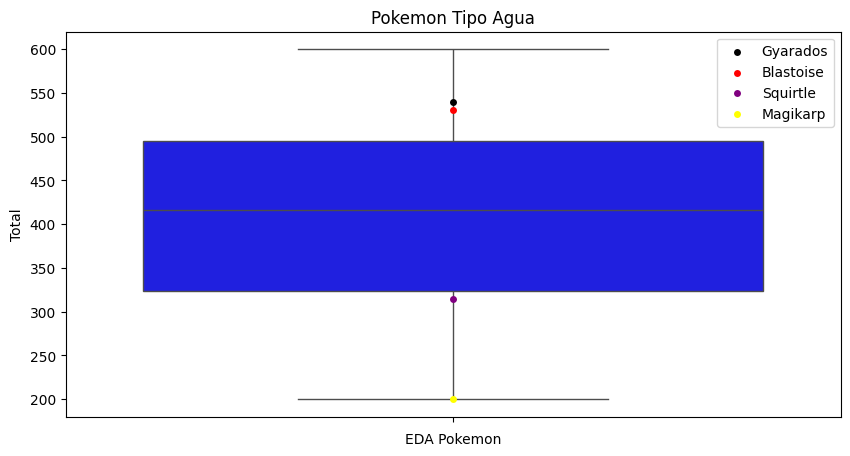 Pokemon Tipo Agua
Gyarados
Blastoise
Squirtle
Magikarp
Total
600
550
500
450
400
350
300
250
200
EDA Pokemon